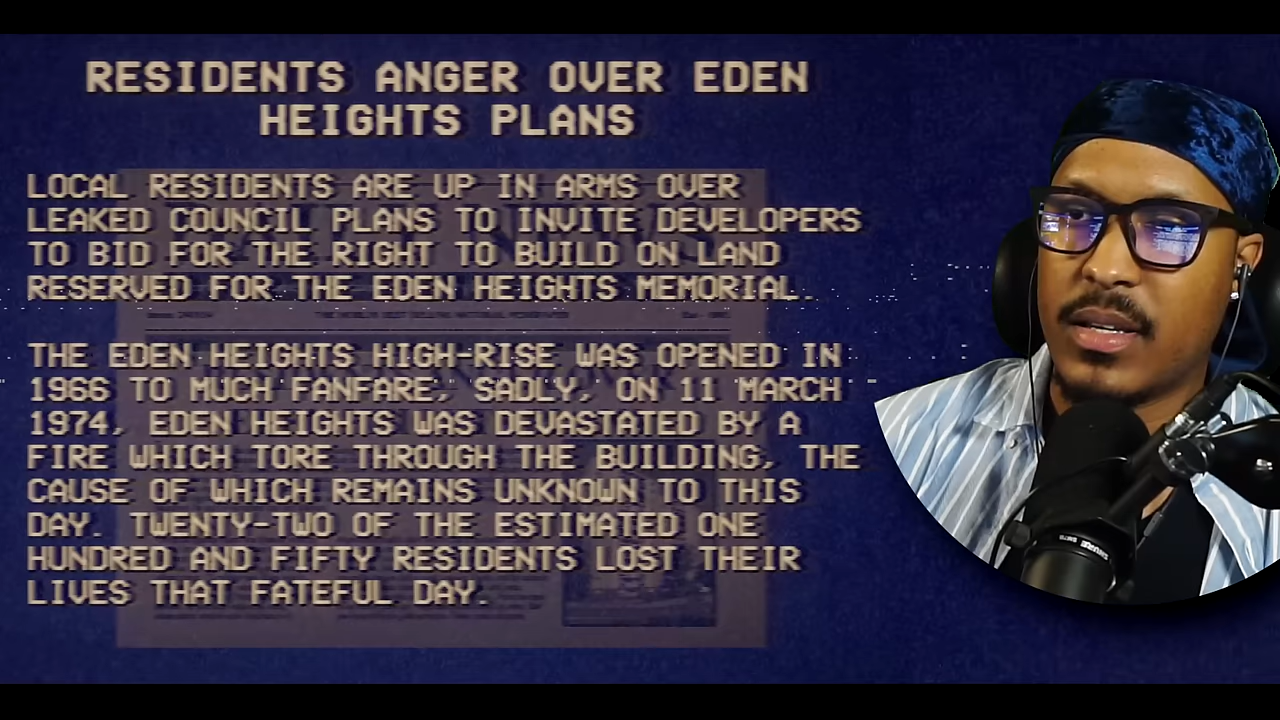 RESIDENTS ANGER OVER EDEN
HEIGHTS PLANS
LOCAL RESIDENTS ARE UP IN ARMS OVER
LEAKED COUNCIL PLANS TO INVITE DEVELOPERS
TO BID FOR THE RIGHT TO BUILD ON LAND
RESERVED FOR THE EDEN HEIGHTS MEMORIAL.
THE EDEN HEIGHTS HIGH-RISE WAS OPENED IN
1966 TO MUCH FANFARE, SADLY, ON 11 MARCH
1974, EDEN HEIGHTS WAS DEVASTATED BY A
FIRE WHICH TORE THROUGH THE BUILDING, THE
CAUSE OF WHICH REMAINS UNKNOWN TO THIS
DAY. TWENTY-TWO OF THE ESTIMATED ONE
HUNDRED AND FIFTY RESIDENTS LOST THEIR
LIVES THAT FATEFUL DAY.
SHURE